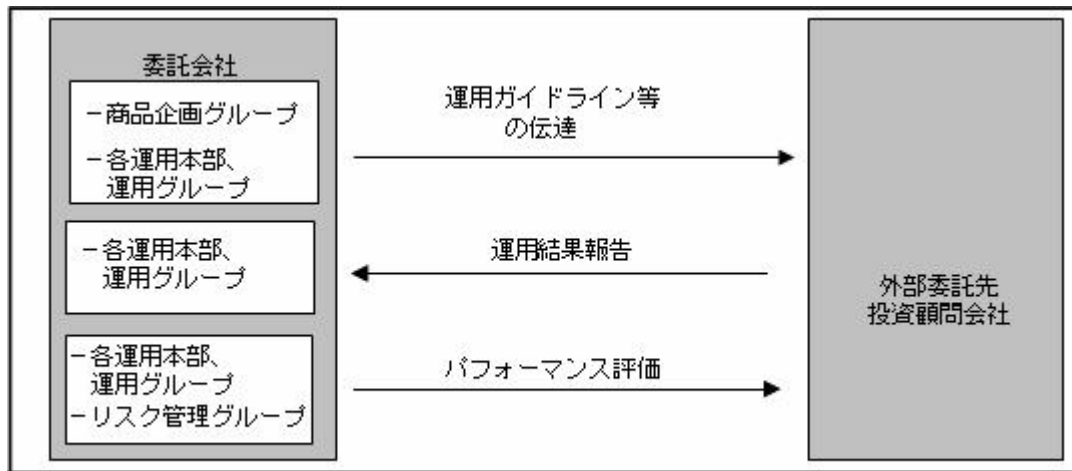 委託会社
－商品企画グループ
－各運用本部、
運用グループ
運用ガイドライン等
の伝達
－各運用本部、
運用グループ
運用結果報告
－各運用本部、
運用グループ
－リスク管理グループ
パフォーマンス評価
外部委託先
投資顧問会社